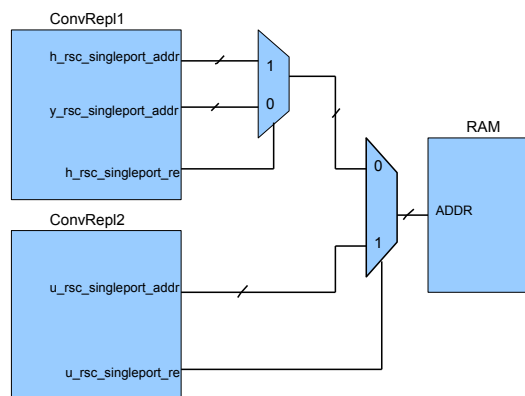 ConvRepl1
h_rsc_singleport_addr
1
y_rsc_singleport_addr
0
h_rsc_singleport_re
RAM
0
ADDR
ConvRepl2
1
u_rsc_singleport_addr
u_rsc_singleport_re